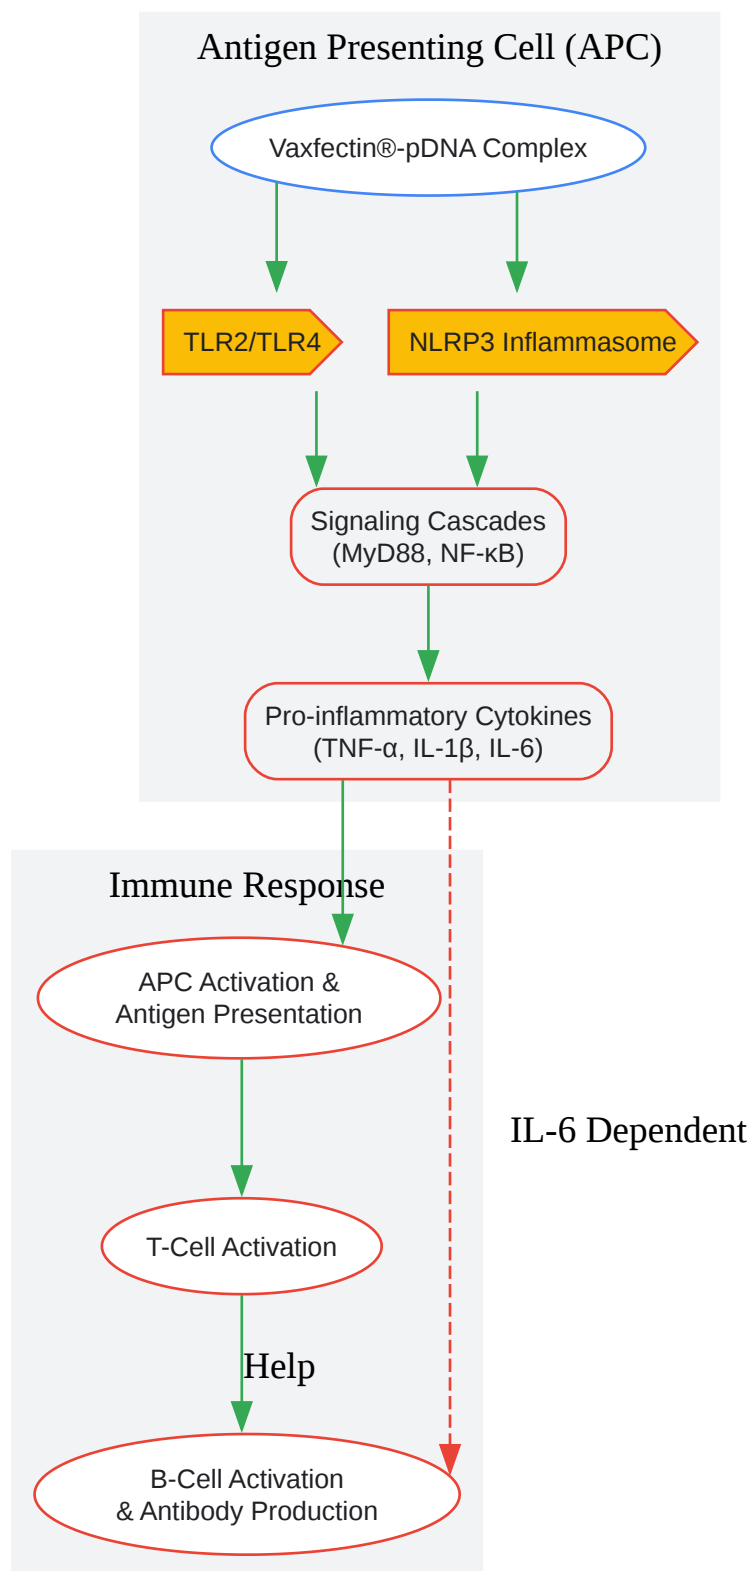 Antigen Presenting Cell (APC)
Vaxfectin®-pDNA Complex
TLR2/TLR4
NLRP3 Inflammasome
Signaling Cascades
(MyD88, NF-κB)
Pro-inflammatory Cytokines
(TNF-α, IL-1β, IL-6)
Immune Response
APC Activation &
Antigen Presentation
IL-6 Dependent
T-Cell Activation
Help
B-Cell Activation
& Antibody Production